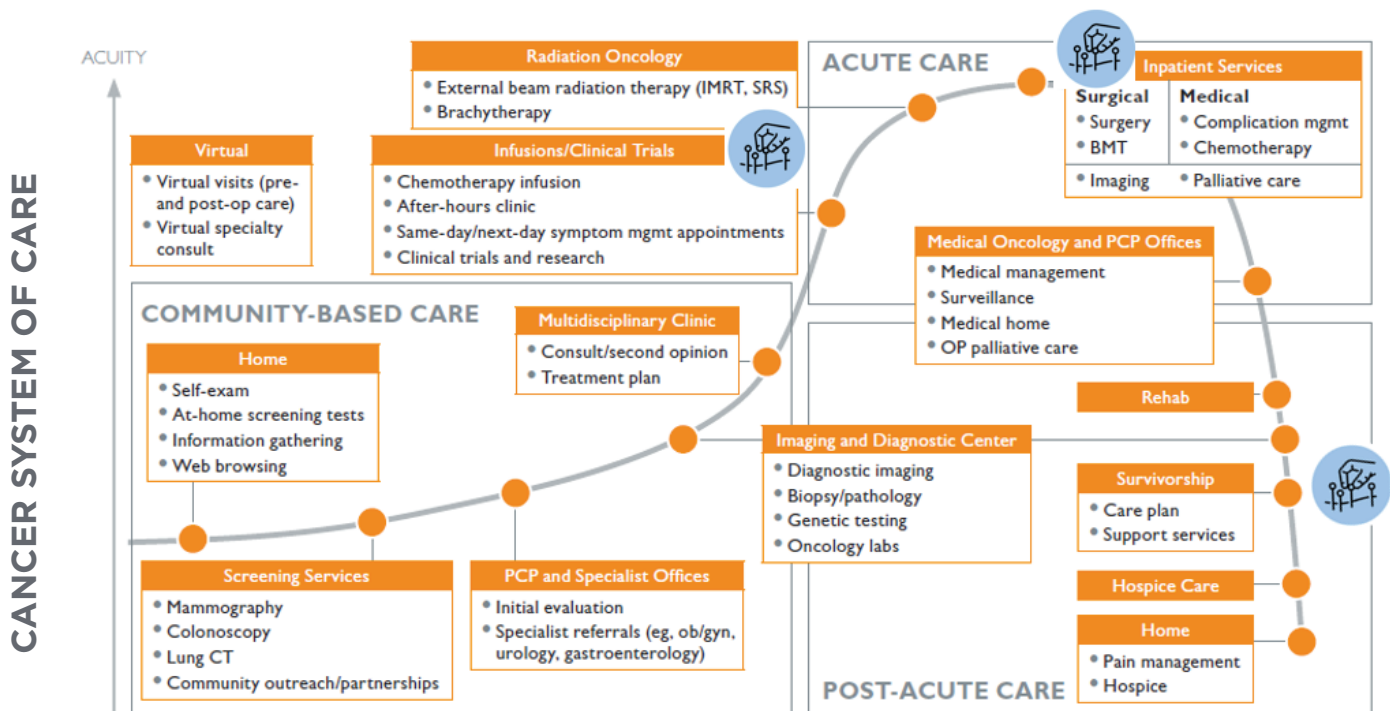 CANCER SYSTEM OF CARE
ACUITY
Virtual
Virtual visits (pre-
and post-op care)
Virtual specialty
consult
Radiation Oncology
External beam radiation therapy (IMRT, SRS)
Brachytherapy
Infusions/Clinical Trials
Chemotherapy infusion
After-hours clinic
Same-day/next-day symptom mgmt appointments
Clinical trials and research
COMMUNITY-BASED CARE
Home
Self-exam
At-home screening tests
Information gathering
Web browsing
Multidisciplinary Clinic
Consult/second opinion
Treatment plan
Screening Services
Mammography
Colonoscopy
Lung CT
Community outreach/partnerships
PCP and Specialist Offices
Initial evaluation
Specialist referrals (eg, ob/gyn,
urology, gastroenterology)
Imaging and Diagnostic Center
Diagnostic imaging
Biopsy/pathology
Genetic testing
Oncology labs
ACUTE CARE
Inpatient Services
Surgical
Surgery
BMT
Imaging
Medical
Complication mgmt
Chemotherapy
Palliative care
Medical Oncology and PCP Offices
Medical management
Surveillance
Medical home
OP palliative care
Rehab
Survivorship
Care plan
Support services
Hospice Care
Home
Pain management
Hospice
POST-ACUTE CARE